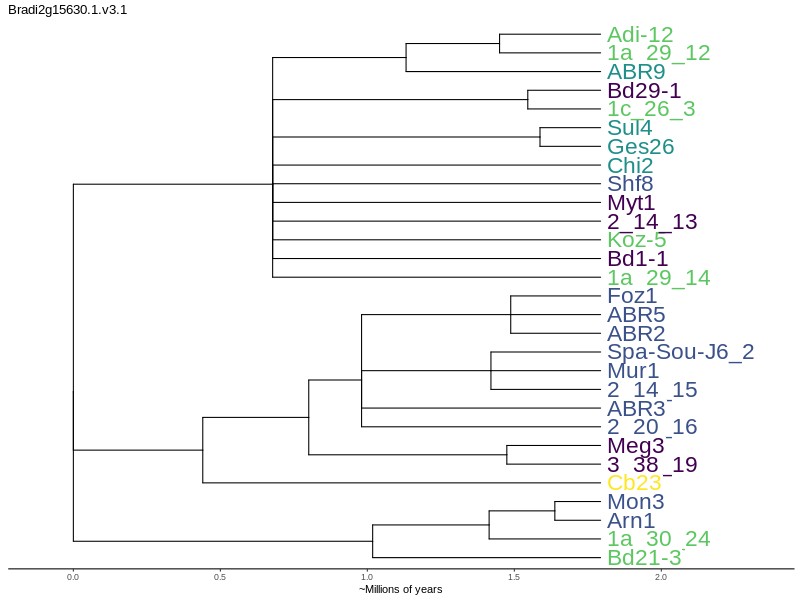 Bradi2g15630.1.v3.1
Adi-12
1a_29_12
ABR9
Bd29-1
1c_26_3
Sul4
Ges26
Chi2
Shf8
Myt1
2_14_13
Koz-5
Bd1-1
1a_29_14
Foz1
ABR5
ABR2
Spa-Sou-J6_2
Mur1
2_14_15
ABR3
2_20_16
Meg3
3_38_19
Cb23
Mon3
Arn1
1a_30_24
Bd21-3
0.0 0.5 1.0 1.5 2.0
~Millions of years